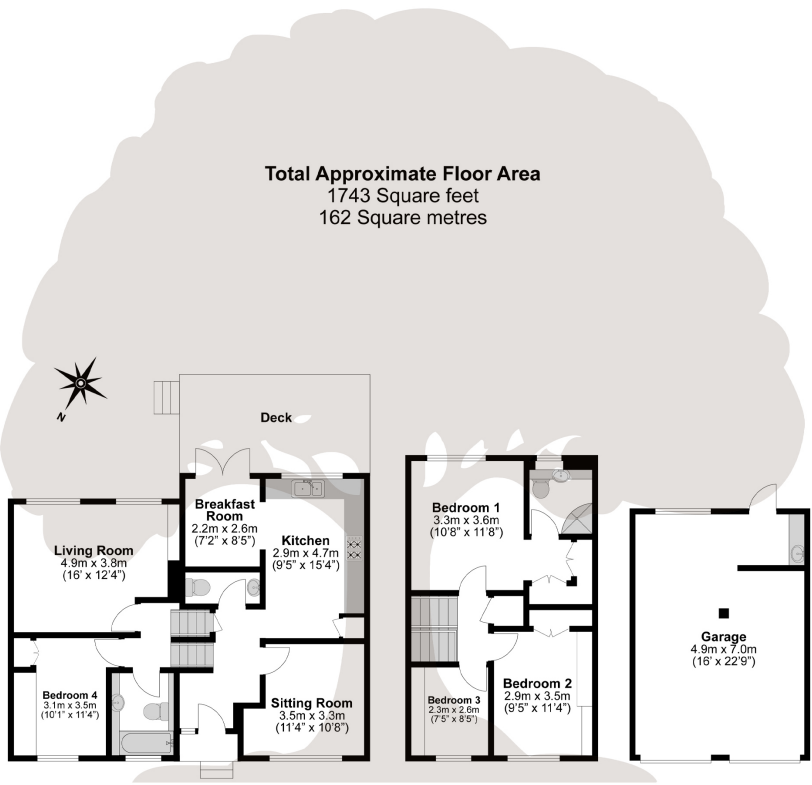 Total Approximate Floor Area
1743 Square feet
162 Square metres
N
Deck
Breakfast
Room
2.2m x 2.6m
(7'2" x 8'5")
Kitchen
2.9m x 4.7m
(9'5" x 15'4")
Living Room
4.9m x 3.8m
(16' x 12'4")
Bedroom 4
3.1m x 3.5m
(10'1" x 11'4")
Sitting Room
3.5m x 3.3m
(11'4" x 10'8")
Bedroom 1
3.3m x 3.6m
(10'8" x 11'8")
Bedroom 3
2.3m x 2.6m
(7'5" x 8'5")
Bedroom 2
2.9m x 3.5m
(9'5" x 11'4")
Garage
4.9m x 7.0m
(16' x 22'9")